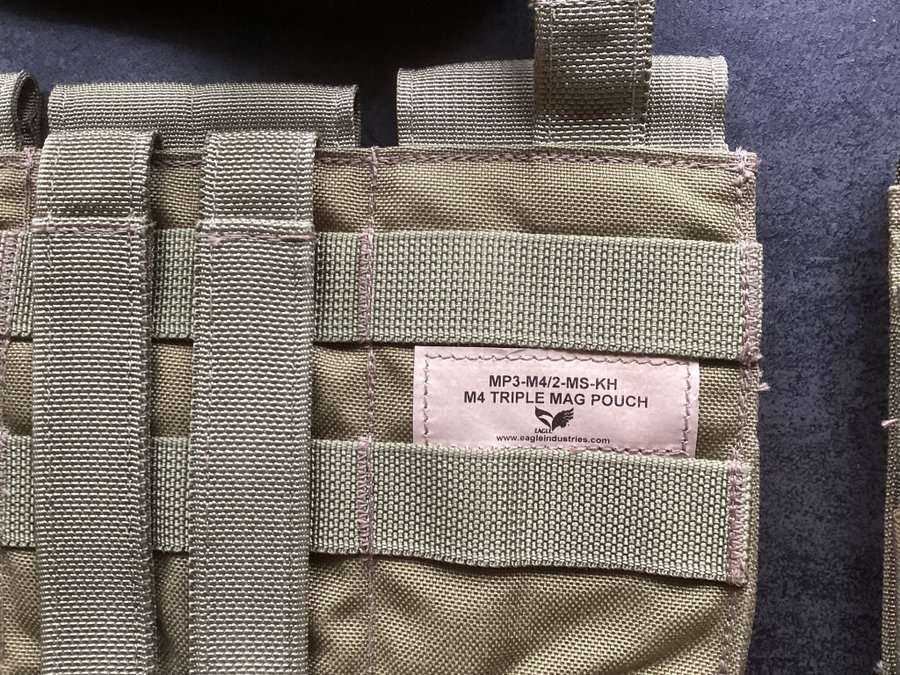 MP3-M4/2-MS-KH
M4 TRIPLE MAG POUCH
EAGLE
www.eagleindustries.com